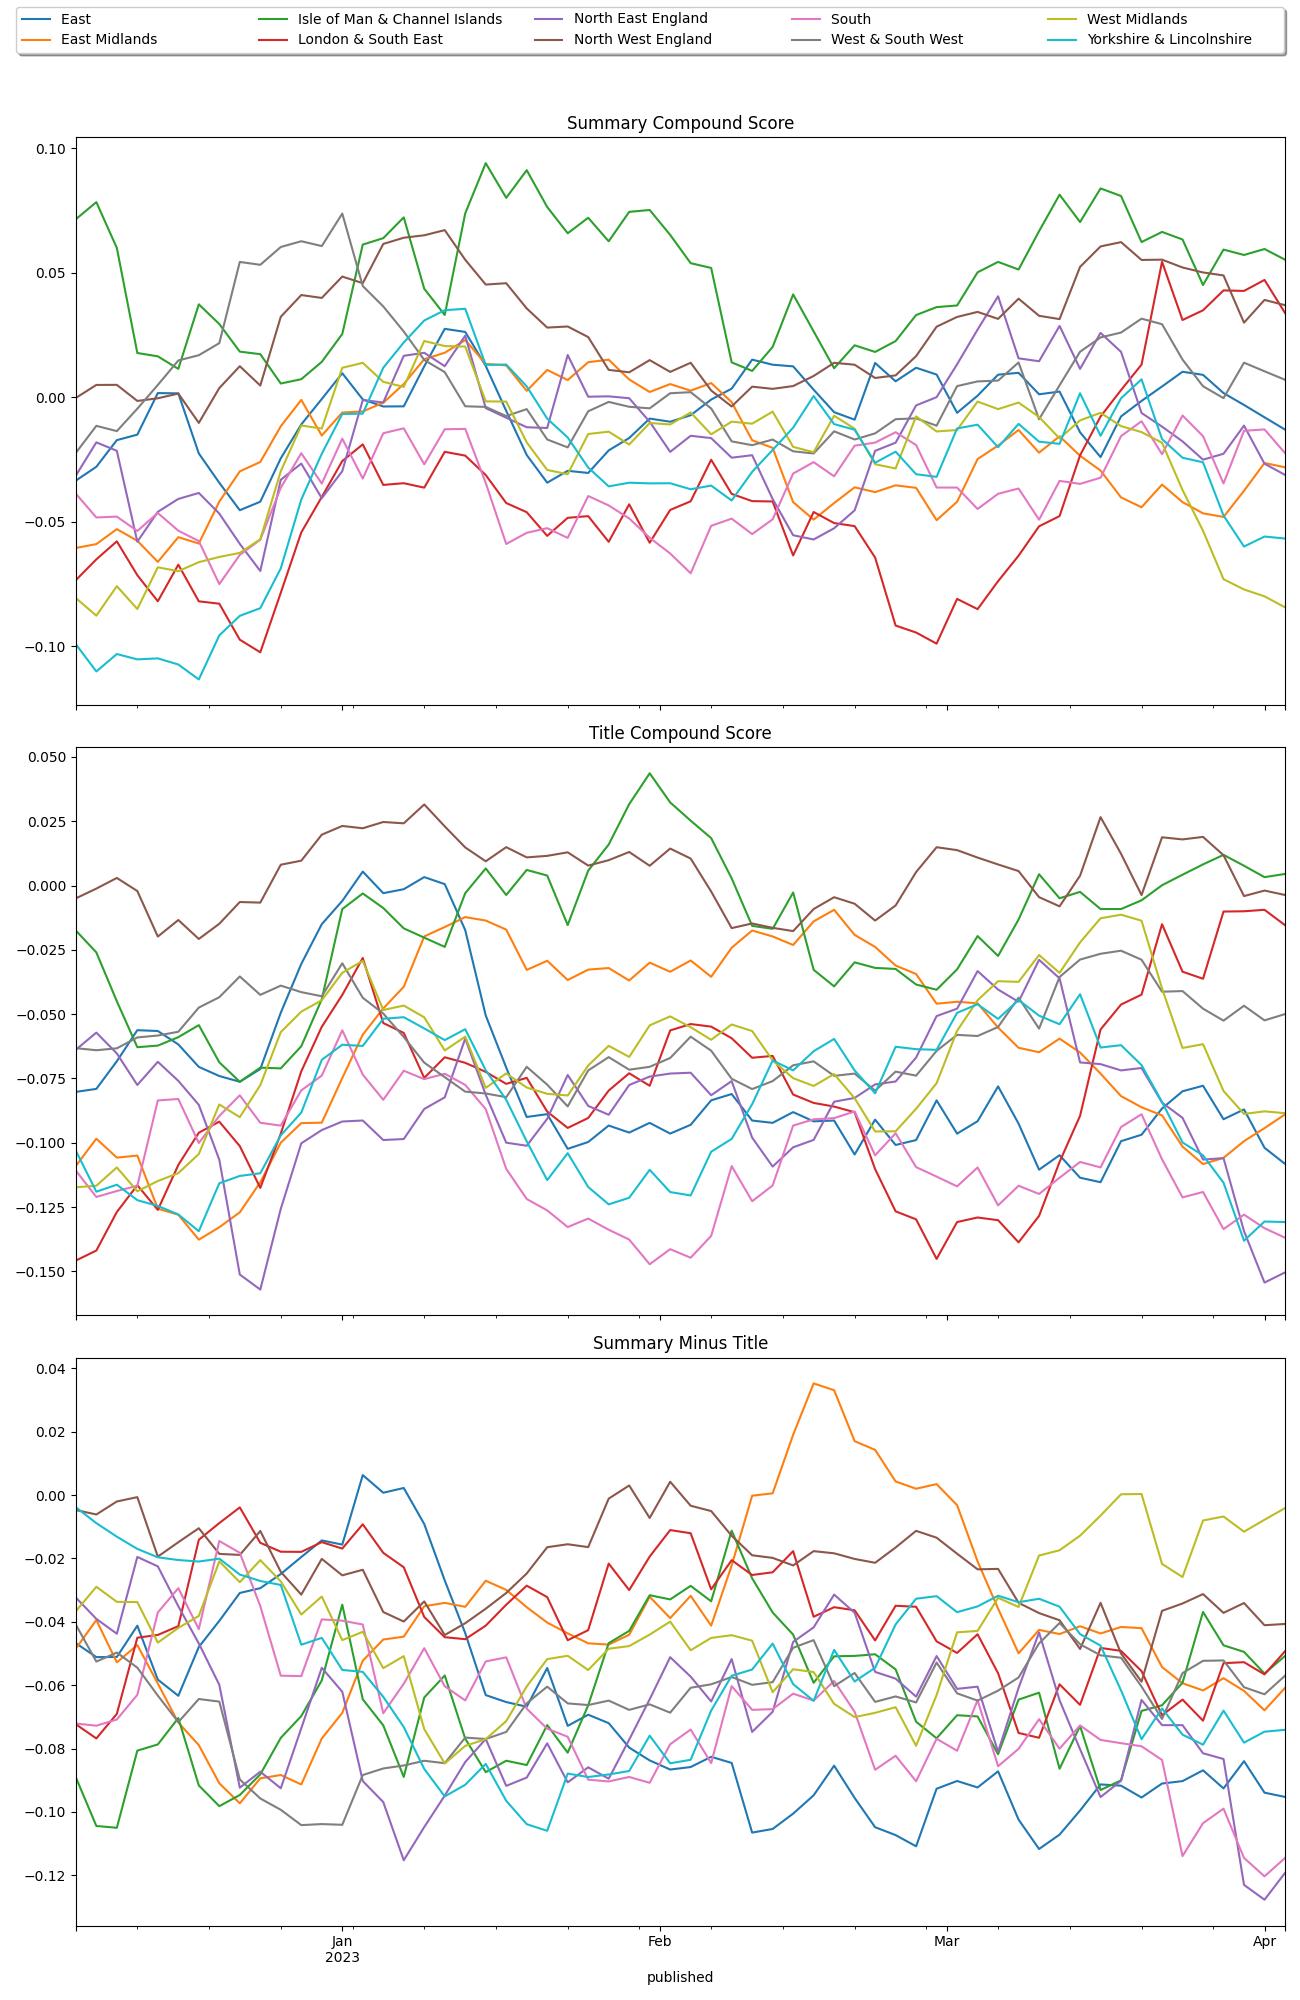 East
Isle of Man & Channel Islands
North East England
South
West Midlands
East Midlands
London & South East
North West England
West & South West
Yorkshire & Lincolnshire
Summary Compound Score
0.10
0.05
0.00
−0.05
−0.10
Title Compound Score
0.050
0.025
0.000
−0.025
−0.050
−0.075
−0.100
−0.125
−0.150
Summary Minus Title
0.04
0.02
0.00
−0.02
−0.04
−0.06
−0.08
−0.10
−0.12
Jan
2023
Feb
Mar
Apr
published